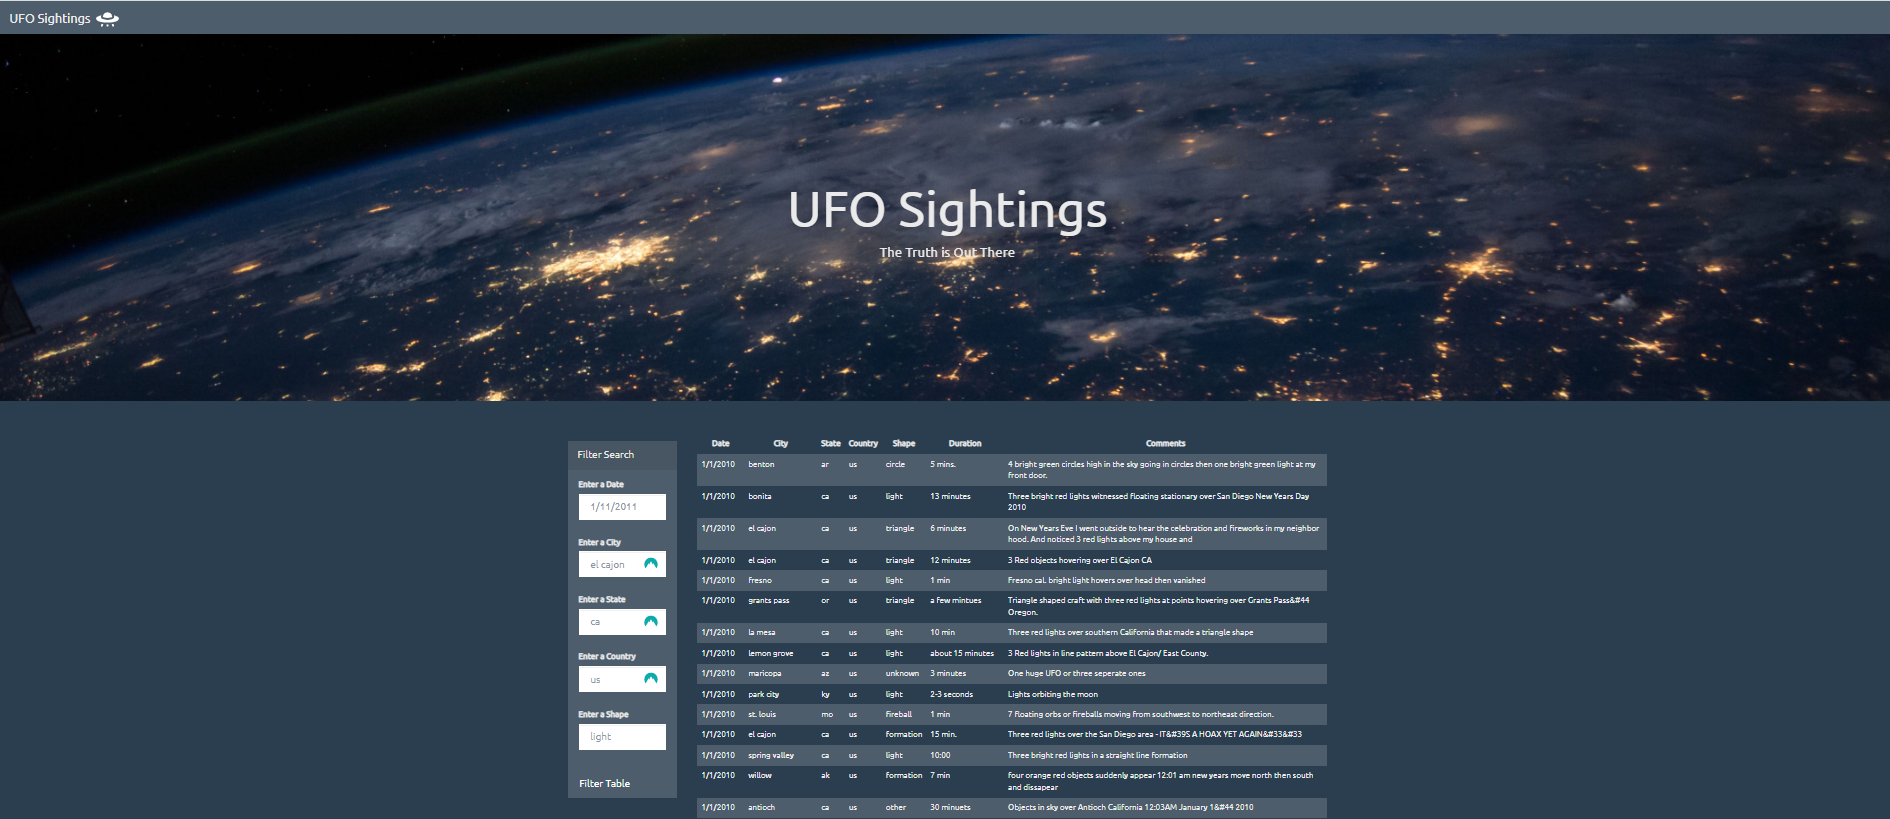 UFO Sightings
UFO Sightings
The Truth is Out There
Filter Search
Enter a Date
1/11/2011
Enter a City
el cajon
Enter a State
ca
Enter a Country
us
Enter a Shape
light
Filter Table
Date City State Country Shape Duration Comments
1/1/2010 benton ar us circle 5 mins. 4 bright green circles high in the sky going in circles then one bright green light at my
front door.
1/1/2010 bonita ca us light 13 minutes Three bright red lights witnessed floating stationary over San Diego New Years Day
2010
1/1/2010 el cajon ca us triangle 6 minutes On New Years Eve I went outside to hear the celebration and fireworks in my neighbor
hood. And noticed 3 red lights above my house and
1/1/2010 el cajon ca us triangle 12 minutes 3 Red objects hovering over El Cajon CA
1/1/2010 fresno ca us light 1 min Fresno cal. bright light hovers over head then vanished
1/1/2010 grants pass or us triangle a few mintues Triangle shaped craft with three red lights at points hovering over Grants Pass&#44
Oregon.
1/1/2010 la mesa ca us light 10 min Three red lights over southern California that made a triangle shape
1/1/2010 lemon grove ca us light about 15 minutes 3 Red lights in line pattern above El Cajon/ East County.
1/1/2010 maricopa az us unknown 3 minutes One huge UFO or three seperate ones
1/1/2010 park city ky us light 2-3 seconds Lights orbiting the moon
1/1/2010 st. louis mo us fireball 1 min 7 floating orbs or fireballs moving from southwest to northeast direction.
1/1/2010 el cajon ca us formation 15 min. Three red lights over the San Diego area - IT&#39S A HOAX YET AGAIN&#33&#33
1/1/2010 spring valley ca us light 10:00 Three bright red lights in a straight line formation
1/1/2010 willow ak us formation 7 min four orange red objects suddenly appear 12:01 am new years move north then south
and dissapear
1/1/2010 antioch ca us other 30 minuets Objects in sky over Antioch California 12:03AM January 1&#44 2010